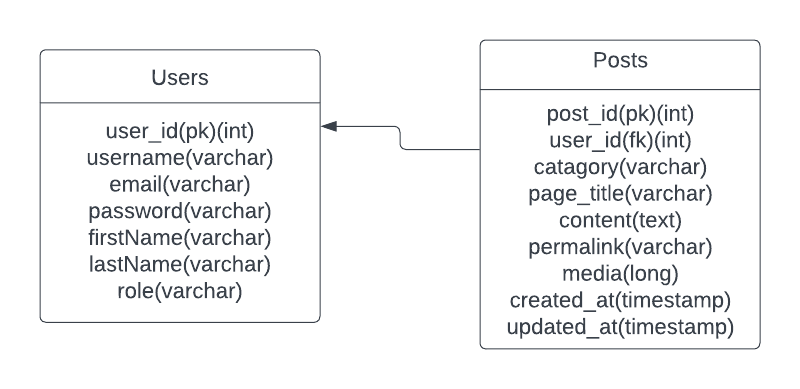 Users
user_id(pk)(int)
username(varchar)
email(varchar)
password(varchar)
firstName(varchar)
lastName(varchar)
role(varchar)
Posts
post_id(pk)(int)
user_id(fk)(int)
catagory(varchar)
page_title(varchar)
content(text)
permalink(varchar)
media(long)
created_at(timestamp)
updated_at(timestamp)